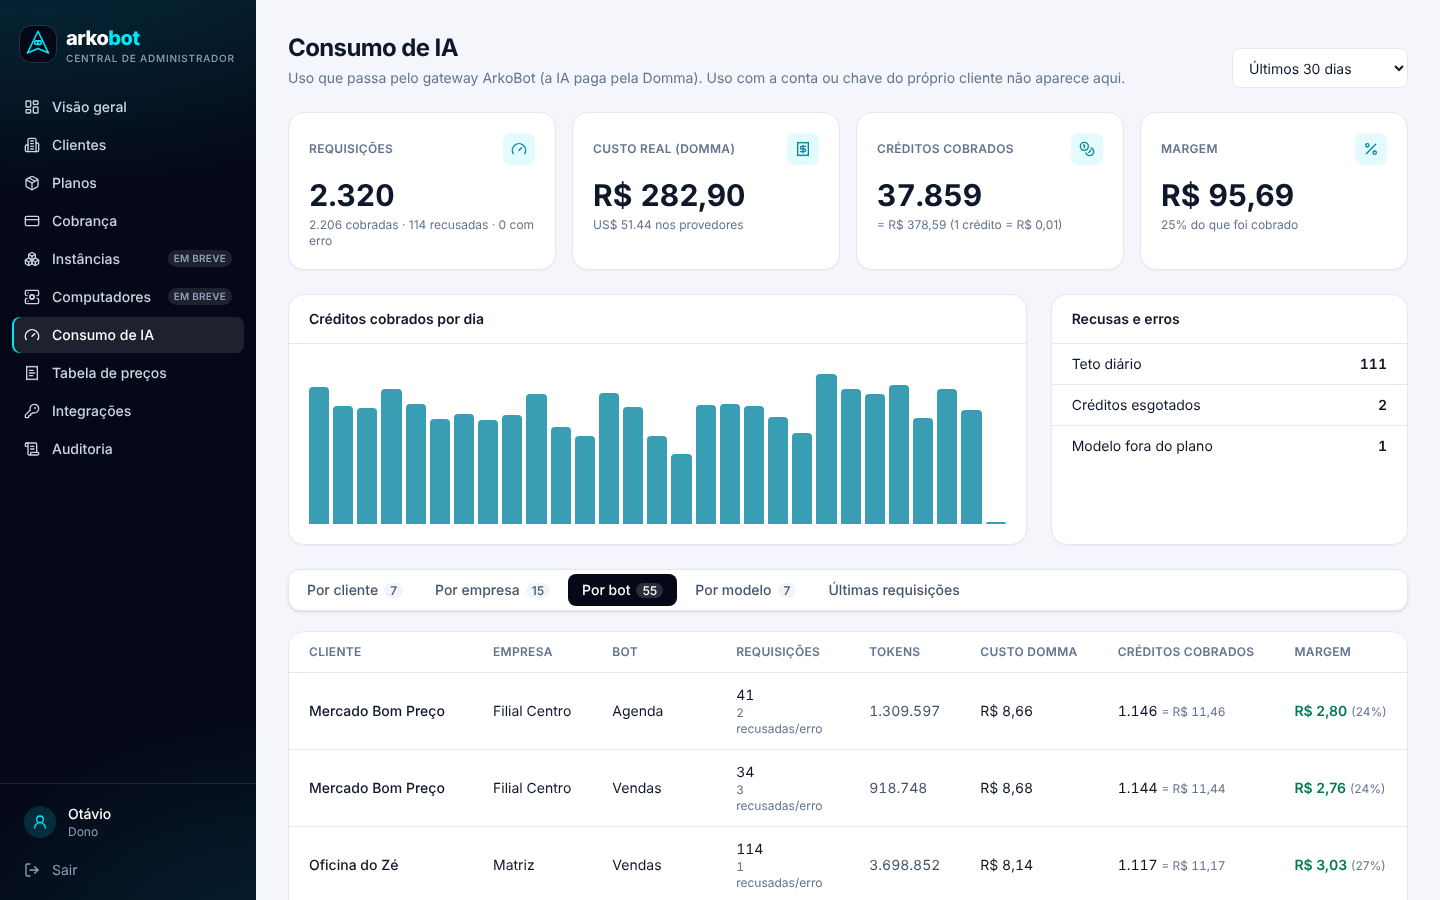 arkobot
CENTRAL DE ADMINISTRADOR
Visão geral
Clientes
Planos
Cobrança
Instâncias EM BREVE
Computadores EM BREVE
Consumo de IA
Tabela de preços
Integrações
Auditoria
Otávio
Dono
Sair
Consumo de IA
Uso que passa pelo gateway ArkoBot (a IA paga pela Domma). Uso com a conta ou chave do próprio cliente não aparece aqui.
Últimos 30 dias
REQUISIÇÕES
2.320
2.206 cobradas · 114 recusadas · 0 com
erro
CUSTO REAL (DOMMA)
R$ 282,90
US$ 51.44 nos provedores
CRÉDITOS COBRADOS
37.859
= R$ 378,59 (1 crédito = R$ 0,01)
MARGEM
R$ 95,69
25% do que foi cobrado
Créditos cobrados por dia
Recusas e erros
Teto diário 111
Créditos esgotados 2
Modelo fora do plano 1
Por cliente 7 Por empresa 15 Por bot 55 Por modelo 7 Últimas requisições
CLIENTE EMPRESA BOT REQUISIÇÕES TOKENS CUSTO DOMMA CRÉDITOS COBRADOS MARGEM
Mercado Bom Preço Filial Centro Agenda 41 1.309.597 R$ 8,66 1.146 = R$ 11,46 R$ 2,80 (24%)
2
recusadas/erro
Mercado Bom Preço Filial Centro Vendas 34 918.748 R$ 8,68 1.144 = R$ 11,44 R$ 2,76 (24%)
3
recusadas/erro
Oficina do Zé Matriz Vendas 114 3.698.852 R$ 8,14 1.117 = R$ 11,17 R$ 3,03 (27%)
1
recusadas/erro